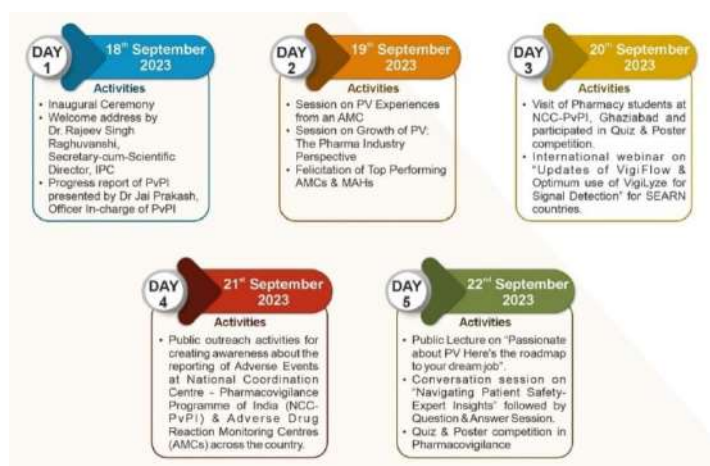 DAY
1
18th September
2023
Activities
• Inaugural Ceremony
• Welcome address by
Dr. Rajeev Singh
Raghuvanshi,
Secretary-cum-Scientific
Director, IPC
• Progress report of PvPI
presented by Dr Jai Prakash,
Officer In-charge of PvPI
DAY
2
19th September
2023
Activities
• Session on PV Experiences
from an AMC
• Session on Growth of PV:
The Pharma Industry
Perspective
• Felicitation of Top Performing
AMCs & MAHs
DAY
3
20th September
2023
Activities
• Visit of Pharmacy students at
NCC-PvPI, Ghaziabad and
participated in Quiz & Poster
competition.
• International webinar on
"Updates of VigiFlow &
Optimum use of VigiLyze for
Signal Detection" for SEARN
countries.
DAY
4
21st September
2023
Activities
• Public outreach activities for
creating awareness about the
reporting of Adverse Events
at National Coordination
Centre - Pharmacovigilance
Programme of India (NCC-
PvPI) & Adverse Drug
Reaction Monitoring Centres
(AMCs) across the country.
DAY
5
22nd September
2023
Activities
• Public Lecture on "Passionate
about PV Here's the roadmap
to your dream job".
• Conversation session on
"Navigating Patient Safety-
Expert Insights" followed by
Question & Answer Session.
• Quiz & Poster competition in
Pharmacovigilance